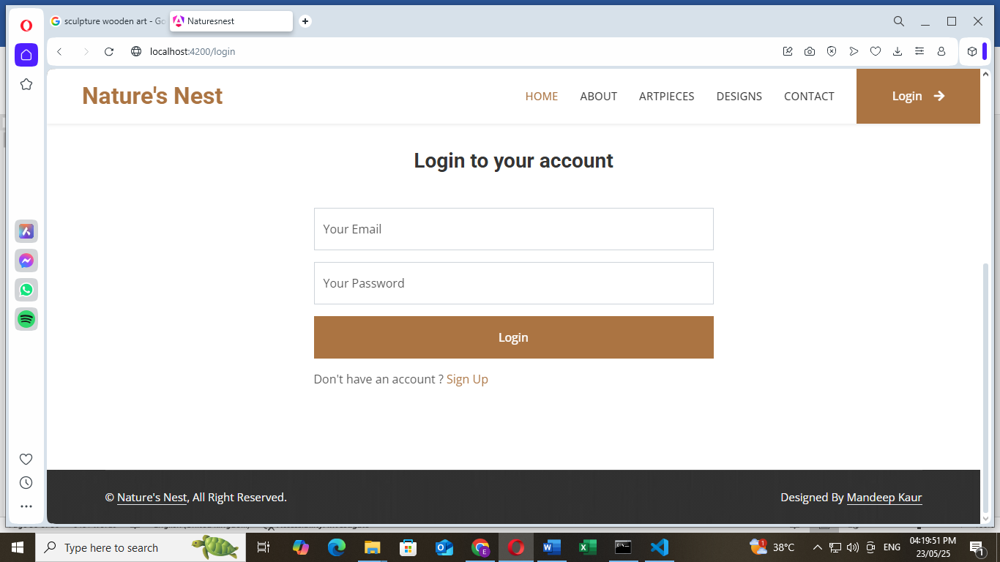 sculpture wooden art - Go
Naturesnest
localhost:4200/login
Nature's Nest
HOME
ABOUT
ARTPIECES
DESIGNS
CONTACT
Login
Login to your account
Your Email
Your Password
Login
Don't have an account ? Sign Up
© Nature's Nest, All Right Reserved.
Designed By Mandeep Kaur
Type here to search
1
38°C
ENG
04:19:51 PM
23/05/25
1